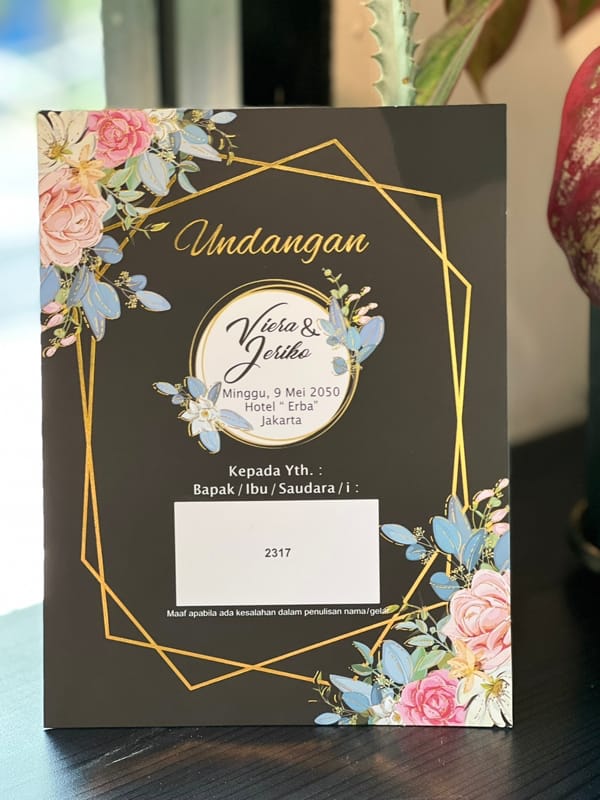 Undangan
Viera &
Jeriko
Minggu, 9 Mei 2050
Hotel " Erba"
Jakarta
Kepada Yth. :
Bapak / Ibu / Saudara / i :
2317
Maaf apabila ada kesalahan dalam penulisan nama/gelar